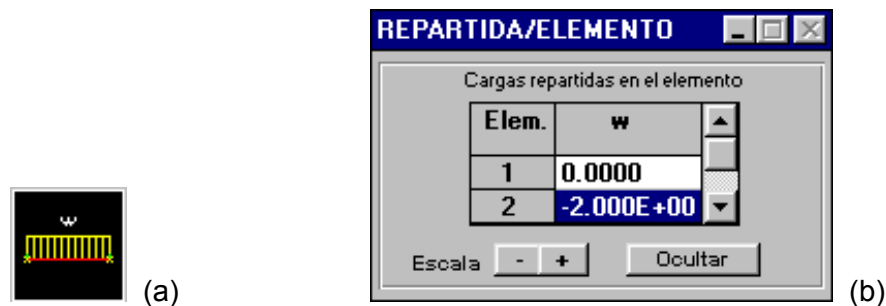 REPARTIDA/ELEMENTO
Cargas repartidas en el elemento
Elem. w
1 0.0000
2 -2.000E+00
Escala - + Ocultar
w
(a)
(b)